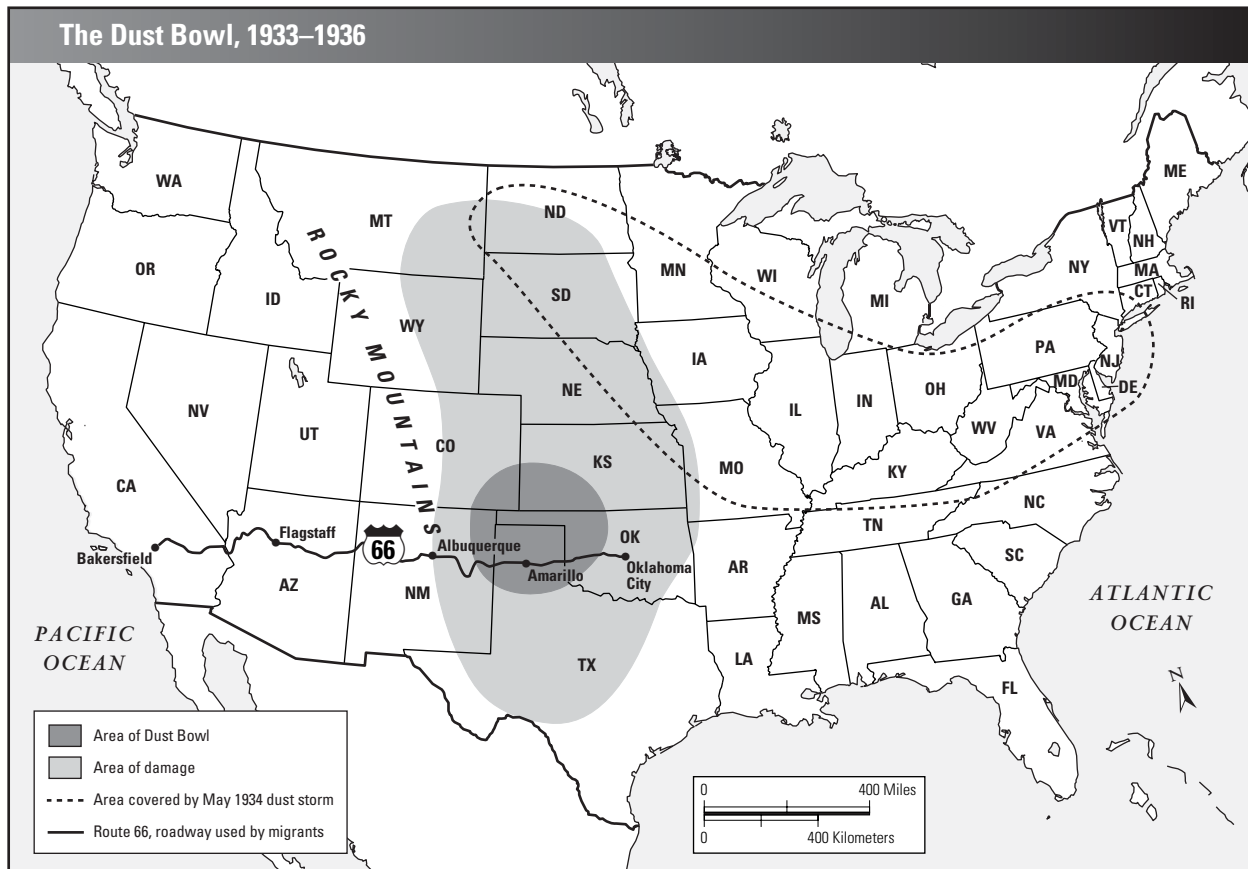 The Dust Bowl, 1933–1936
WA
MT
ND
MN
ME
VT
NH
OR
ID
WY
SD
WI
MI
NY
MA
CT
RI
ROCKY MOUNTAINS
NV
UT
CO
NE
IA
IL
IN
OH
PA
NJ
MD
DE
WV
VA
CA
KS
MO
KY
NC
TN
SC
Bakersfield
Flagstaff
66
Albuquerque
Amarillo
OK
Oklahoma
City
AZ
NM
TX
AR
LA
MS
AL
GA
FL
PACIFIC
OCEAN
ATLANTIC
OCEAN
N
Area of Dust Bowl
Area of damage
Area covered by May 1934 dust storm
Route 66, roadway used by migrants
0 400 Miles
0 400 Kilometers